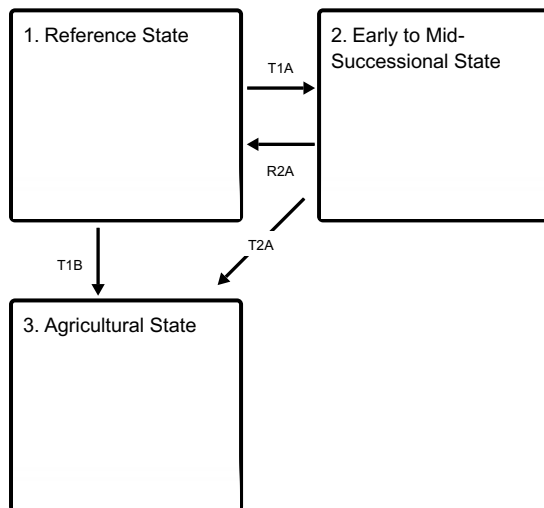 1. Reference State
2. Early to Mid-
Successional State
T1A
R2A
T2A
T1B
3. Agricultural State